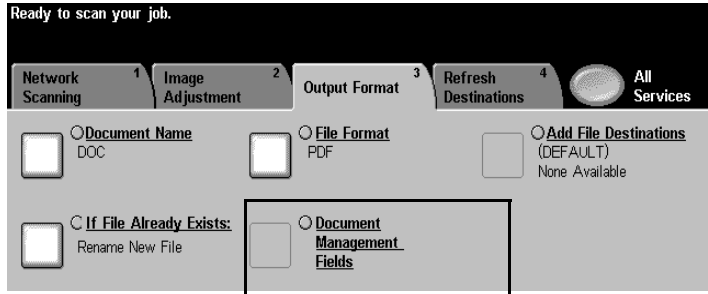 Ready to scan your job.
Network Scanning 1
Image Adjustment 2
Output Format 3
Refresh Destinations 4
All Services
Document Name
DOC
File Format
PDF
Add File Destinations
(DEFAULT)
None Available
If File Already Exists:
Rename New File
Document
Management
Fields